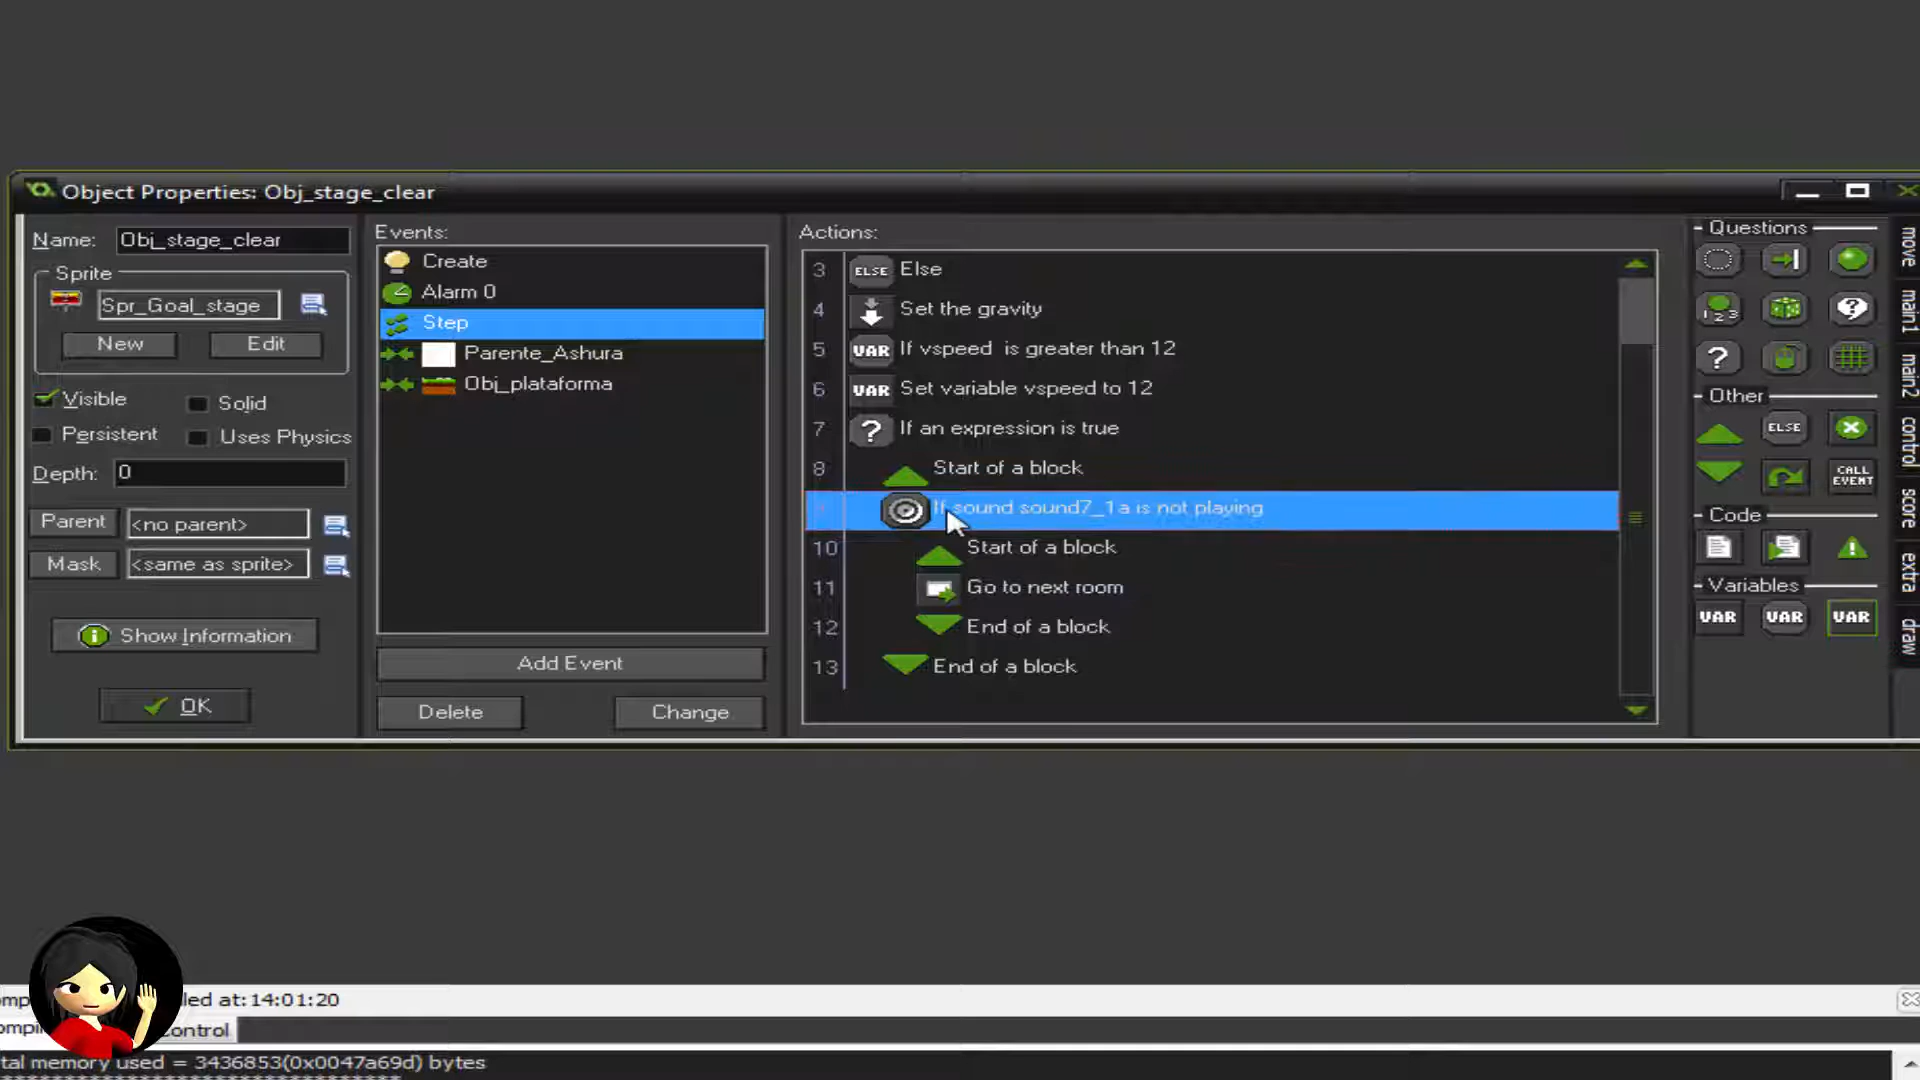 Object Properties: Obj_stage_clear
Name: Obj_stage_clear
Sprite
Spr_Goal_stage
New Edit
Visible Solid
Persistent Uses Physics
Depth: 0
Parent <no parent>
Mask <same as sprite>
Show Information
OK
Events:
Create
Alarm 0
Step
Parente_Ashura
Obj_plataforma
Add Event
Delete Change
Actions:
3 ELSE Else
4 Set the gravity
5 VAR If vspeed is greater than 12
6 VAR Set variable vspeed to 12
7 ? If an expression is true
8 Start of a block
If sound sound7_1a is not playing
10 Start of a block
11 Go to next room
12 End of a block
13 End of a block
Questions
1 2 3 ?
?
Other
ELSE
CALL EVENT
Code
Variables
VAR VAR VAR
move
main1
main2
control
score
extra
draw
led at:14:01:20
ontrol
tal memory used = 3436853(0x0047a69d) bytes